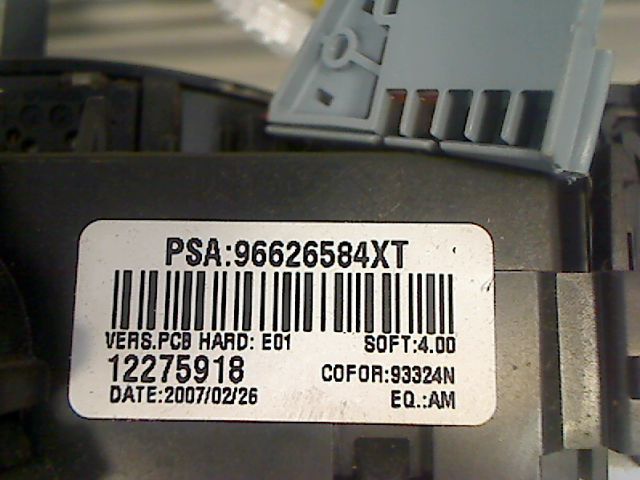 PSA:96626584XT
VERS.PCB HARD: E01 SOFT:4.00
12275918 COFOR:93324N
DATE:2007/02/26 EQ.:AM